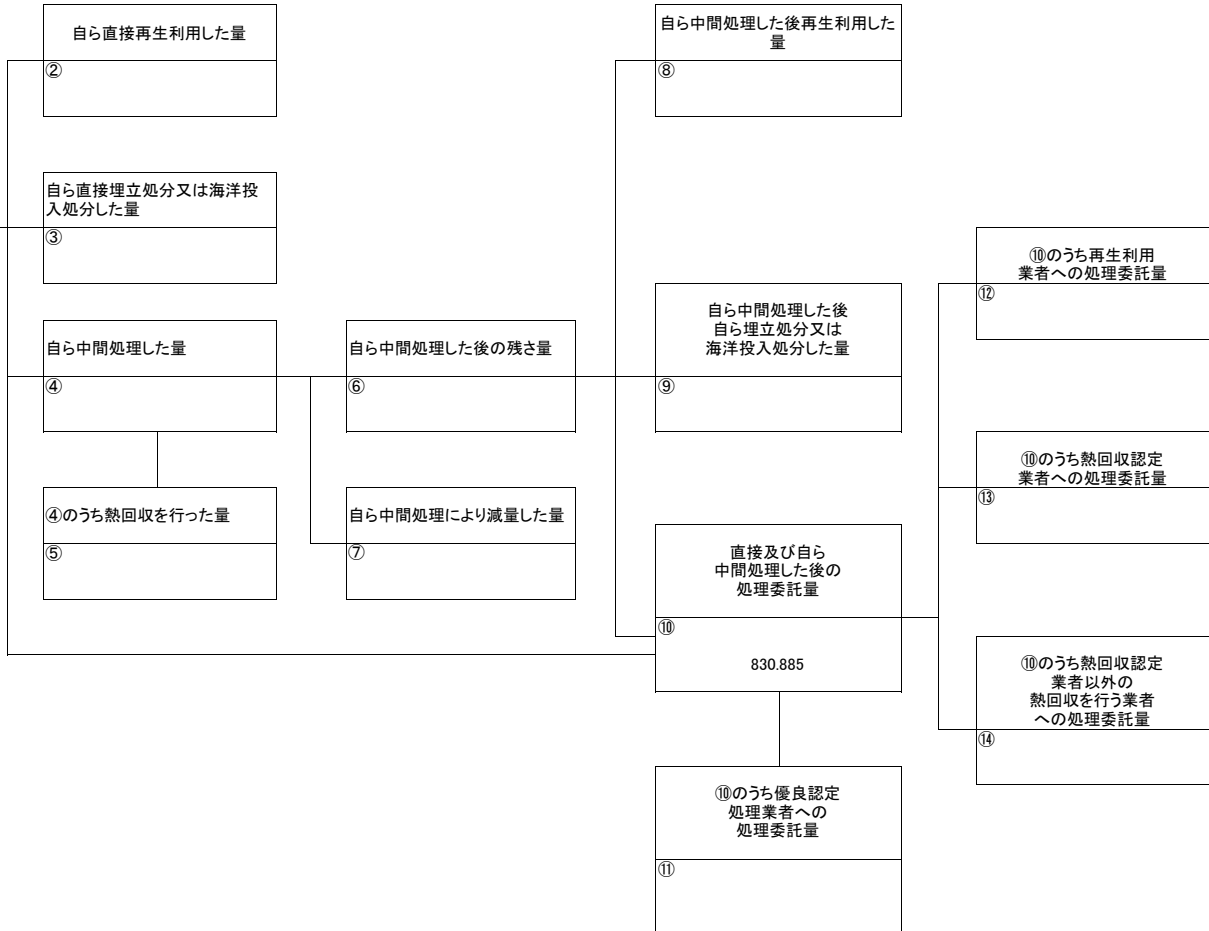 自ら直接再生利用した量
②
自ら直接埋立処分又は海洋投
入処分した量
③
自ら中間処理した量
④
④のうち熱回収を行った量
⑤
自ら中間処理した後の残さ量
⑥
自ら中間処理により減量した量
⑦
自ら中間処理した後再生利用した
量
⑧
自ら中間処理した後
自ら埋立処分又は
海洋投入処分した量
⑨
直接及び自ら
中間処理した後の
処理委託量
⑩
830.885
⑩のうち優良認定
処理業者への
処理委託量
⑪
⑩のうち再生利用
業者への処理委託量
⑫
⑩のうち熱回収認定
業者への処理委託量
⑬
⑩のうち熱回収認定
業者以外の
熱回収を行う業者
への処理委託量
⑭